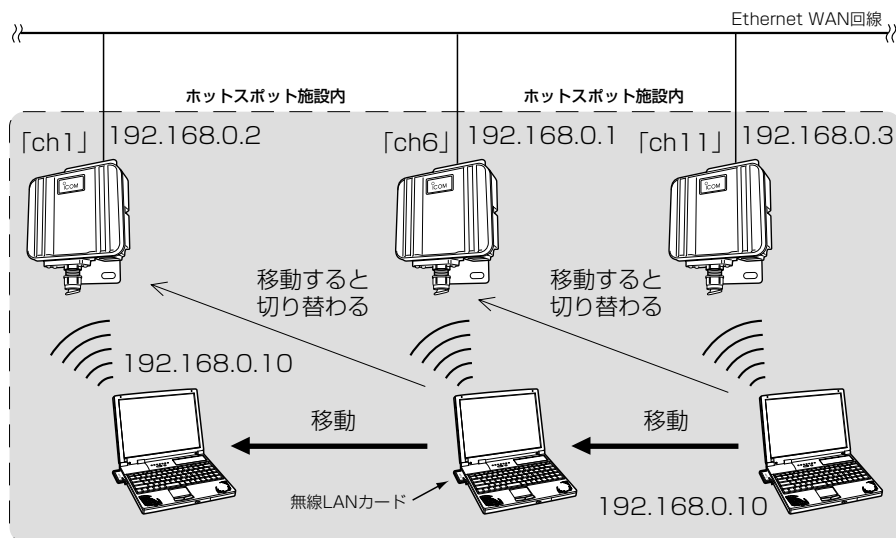 Ethernet WAN回線
ホットスポット施設内
ホットスポット施設内
「ch1」 192.168.0.2
「ch6」 192.168.0.1
「ch11」 192.168.0.3
ICOM
ICOM
ICOM
移動すると
切り替わる
移動すると
切り替わる
192.168.0.10
移動
移動
無線LANカード
192.168.0.10